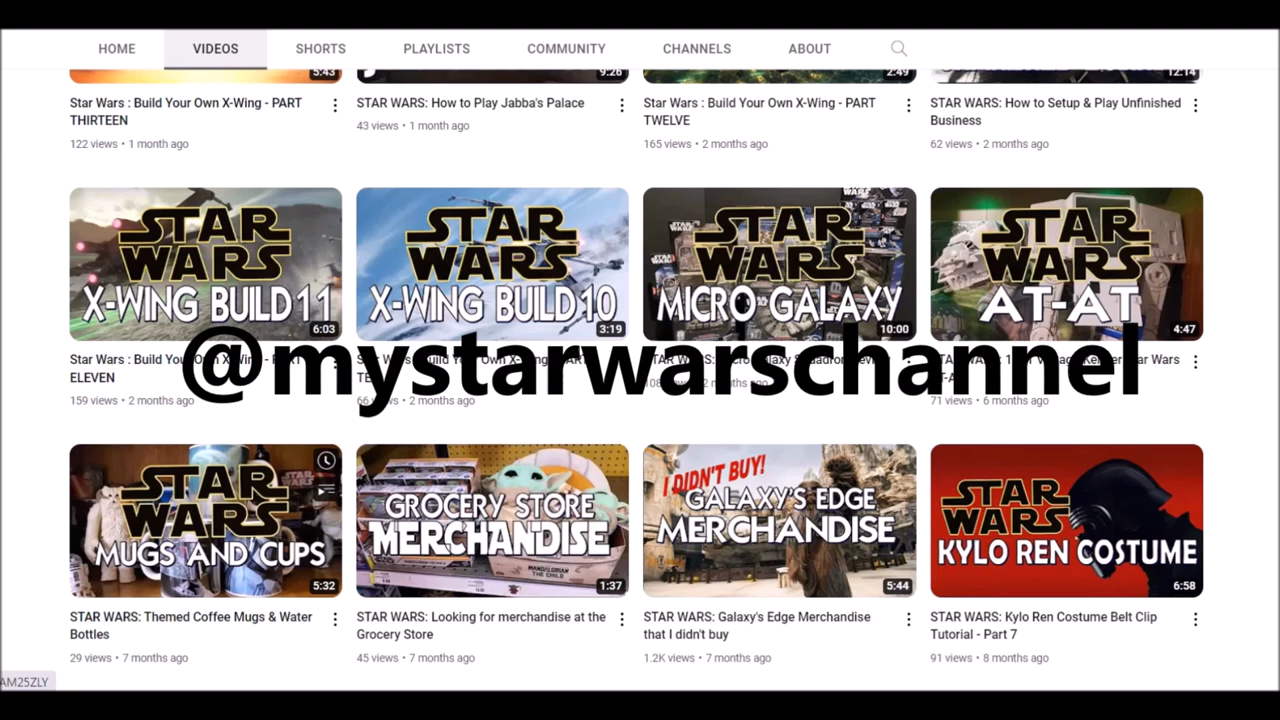 HOME VIDEOS SHORTS PLAYLISTS COMMUNITY CHANNELS ABOUT
5:43 9:26 2:49 12:14
Star Wars : Build Your Own X-Wing - PART THIRTEEN
122 views • 1 month ago
STAR WARS: How to Play Jabba's Palace
43 views • 1 month ago
Star Wars : Build Your Own X-Wing - PART TWELVE
165 views • 2 months ago
STAR WARS: How to Setup & Play Unfinished Business
62 views • 2 months ago
STAR WARS
X-WING BUILD 11
6:03
STAR WARS
X-WING BUILD 10
3:19
STAR WARS
MICRO GALAXY
10:00
STAR WARS
AT-AT
4:47
@mystarwarschannel
Star Wars : Build
ELEVEN
159 views • 2 months ago
2 months ago
71 views • 6 months ago
STAR WARS
MUGS AND CUPS
5:32
GROCERY STORE
MERCHANDISE
MANDALORIAN
THE CHILD
1:37
I DIDN'T BUY!
GALAXY'S EDGE
MERCHANDISE
5:44
STAR WARS
KYLO REN COSTUME
6:58
STAR WARS: Themed Coffee Mugs & Water
Bottles
29 views • 7 months ago
STAR WARS: Looking for merchandise at the
Grocery Store
45 views • 7 months ago
STAR WARS: Galaxy's Edge Merchandise
that I didn't buy
1.2K views • 7 months ago
STAR WARS: Kylo Ren Costume Belt Clip
Tutorial - Part 7
91 views • 8 months ago
AM25ZLY